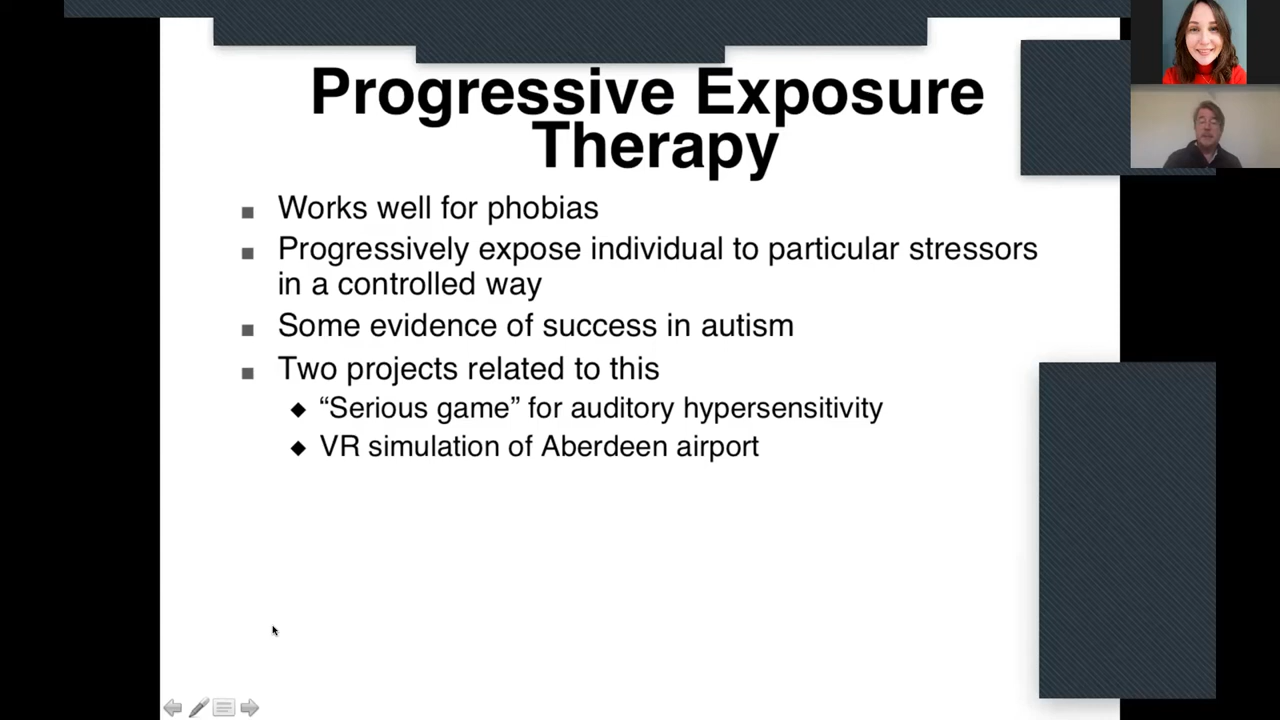 Progressive Exposure
Therapy
Works well for phobias
Progressively expose individual to particular stressors
in a controlled way
Some evidence of success in autism
Two projects related to this
“Serious game” for auditory hypersensitivity
VR simulation of Aberdeen airport